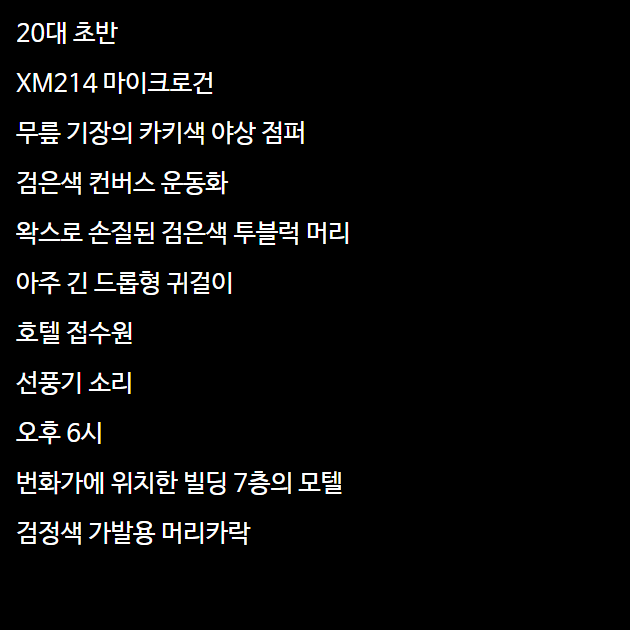 20대 초반
XM214 마이크로건
무릎 기장의 카키색 야상 점퍼
검은색 컨버스 운동화
왁스로 손질된 검은색 투블럭 머리
아주 긴 드롭형 귀걸이
호텔 접수원
선풍기 소리
오후 6시
번화가에 위치한 빌딩 7층의 모텔
검정색 가발용 머리카락